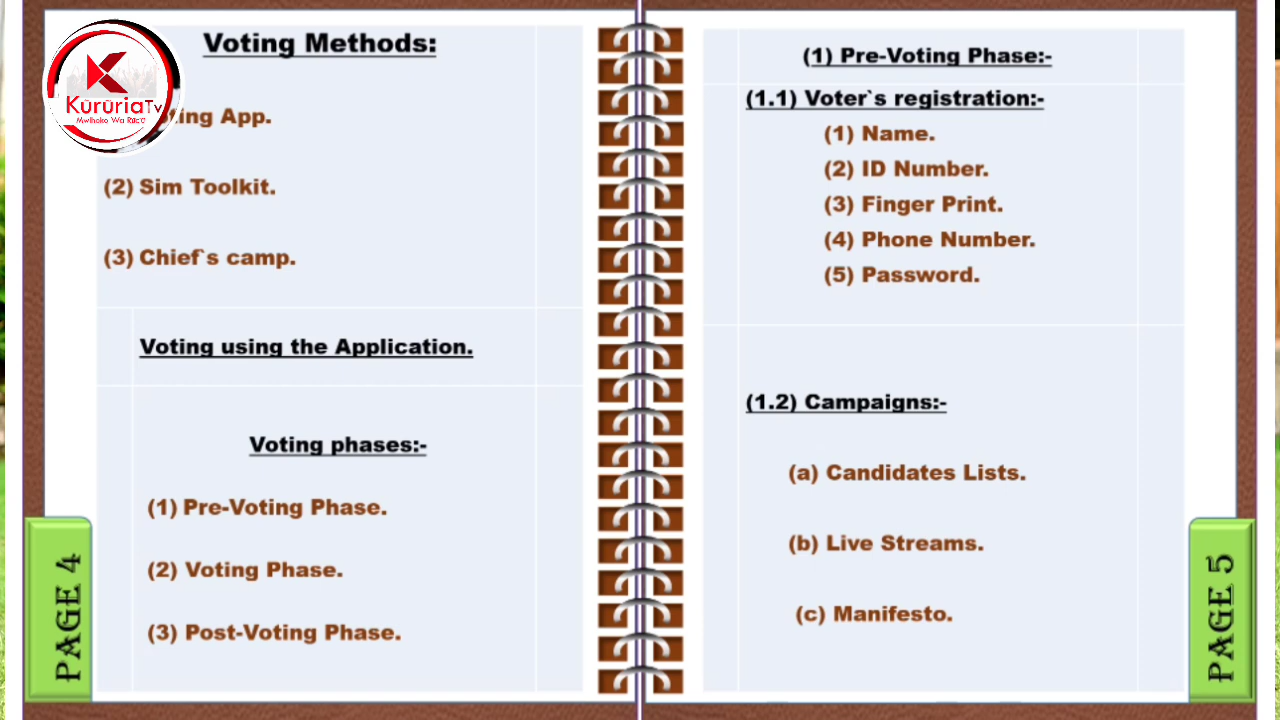 Voting Methods:
KũrũrĩaTv
App.
(2) Sim Toolkit.
(3) Chief`s camp.
Voting using the Application.
Voting phases:-
(1) Pre-Voting Phase.
(2) Voting Phase.
(3) Post-Voting Phase.
PAGE 4
(1) Pre-Voting Phase:-
(1.1) Voter`s registration:-
(1) Name.
(2) ID Number.
(3) Finger Print.
(4) Phone Number.
(5) Password.
(1.2) Campaigns:-
(a) Candidates Lists.
(b) Live Streams.
(c) Manifesto.
PAGE 5